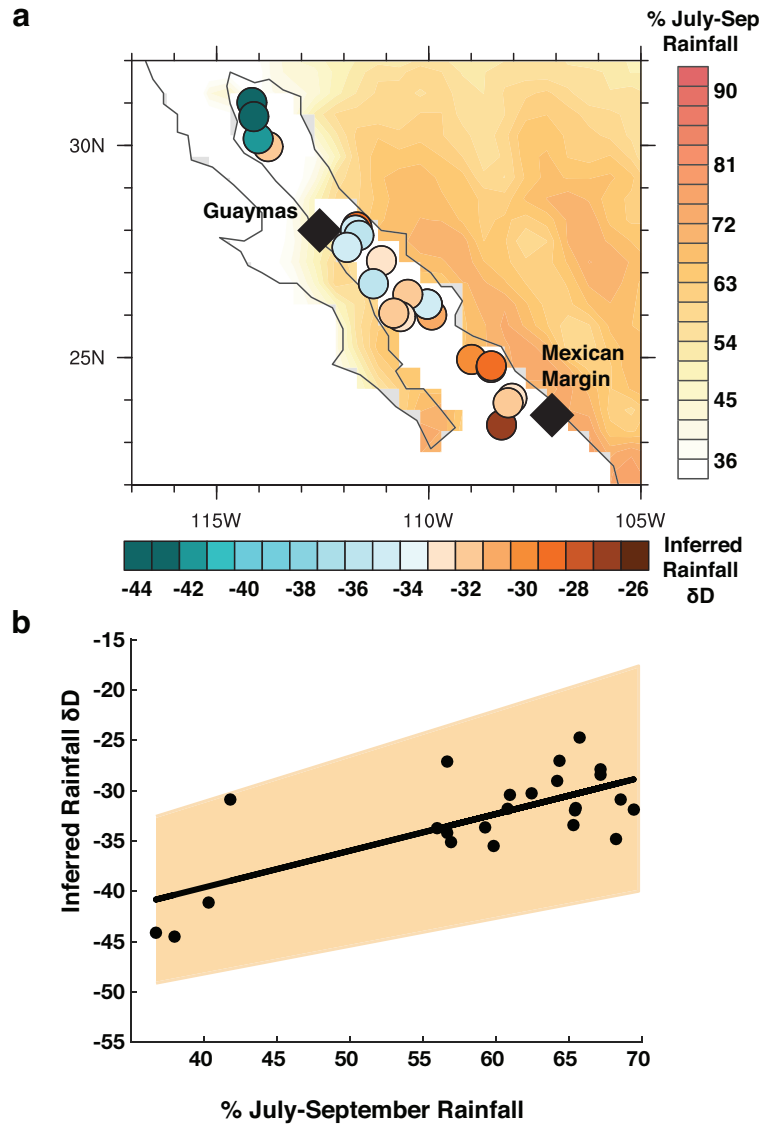 a
% July-Sep
Rainfall
90
81
72
63
54
45
36
30N
25N
Guaymas
Mexican
Margin
115W
110W
105W
-44
-42
-40
-38
-36
-34
-32
-30
-28
-26
Inferred
Rainfall
δD
b
Inferred Rainfall δD
-15
-20
-25
-30
-35
-40
-45
-50
-55
40
45
50
55
60
65
70
% July-September Rainfall